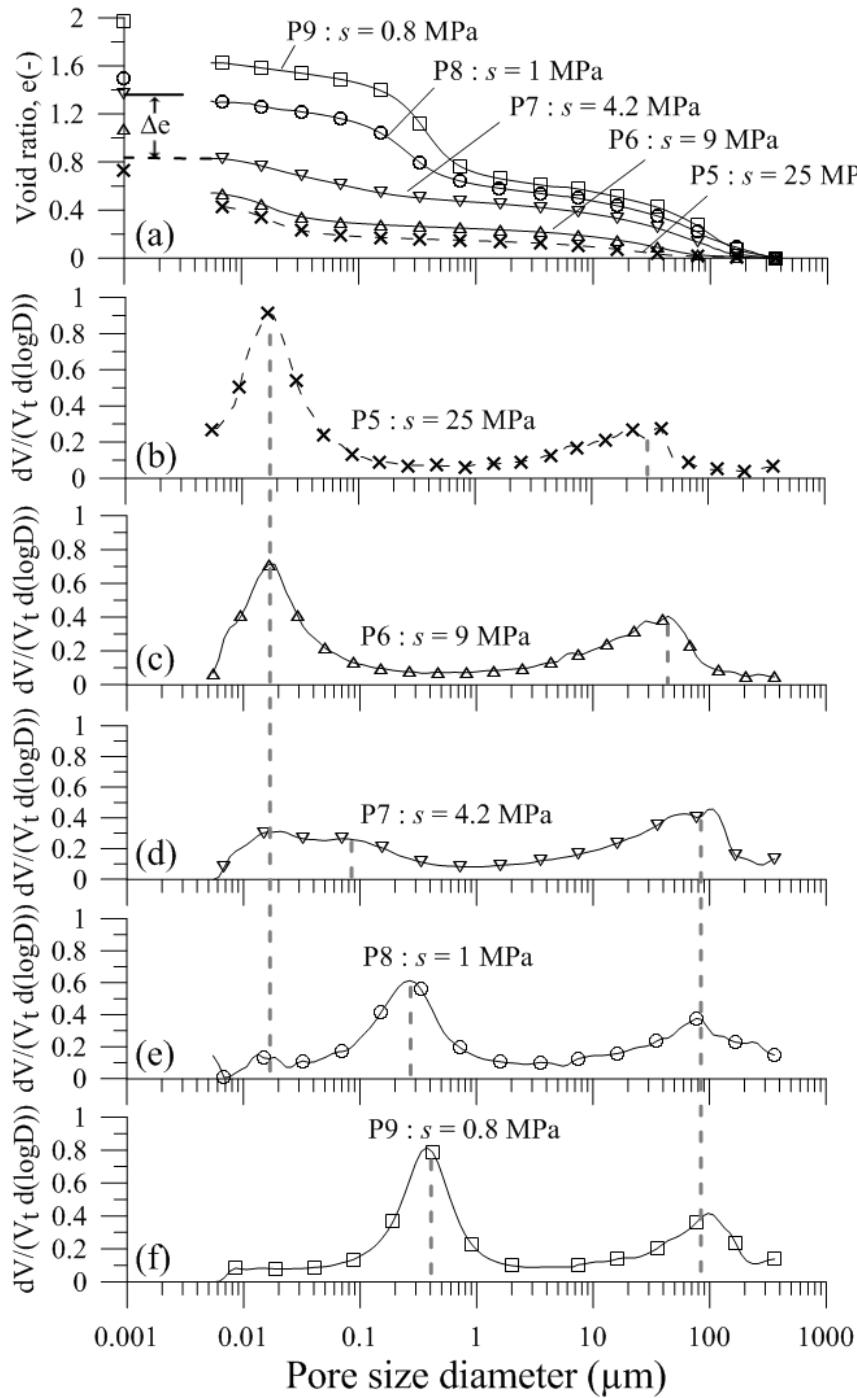 2
1.6
1.2
0.8
0.4
0
Void ratio, e(-)
Δe
P9 : s = 0.8 MPa
P8 : s = 1 MPa
P7 : s = 4.2 MPa
P6 : s = 9 MPa
P5 : s = 25 MP
(a)
1
0.8
0.6
0.4
0.2
0
dV/(Vt d(logD))
P5 : s = 25 MPa
(b)
1
0.8
0.6
0.4
0.2
0
dV/(Vt d(logD))
P6 : s = 9 MPa
(c)
1
0.8
0.6
0.4
0.2
0
dV/(Vt d(logD))
P7 : s = 4.2 MPa
(d)
1
0.8
0.6
0.4
0.2
0
dV/(Vt d(logD))
P8 : s = 1 MPa
(e)
1
0.8
0.6
0.4
0.2
0
dV/(Vt d(logD))
P9 : s = 0.8 MPa
(f)
0.001 0.01 0.1 1 10 100 1000
Pore size diameter (µm)